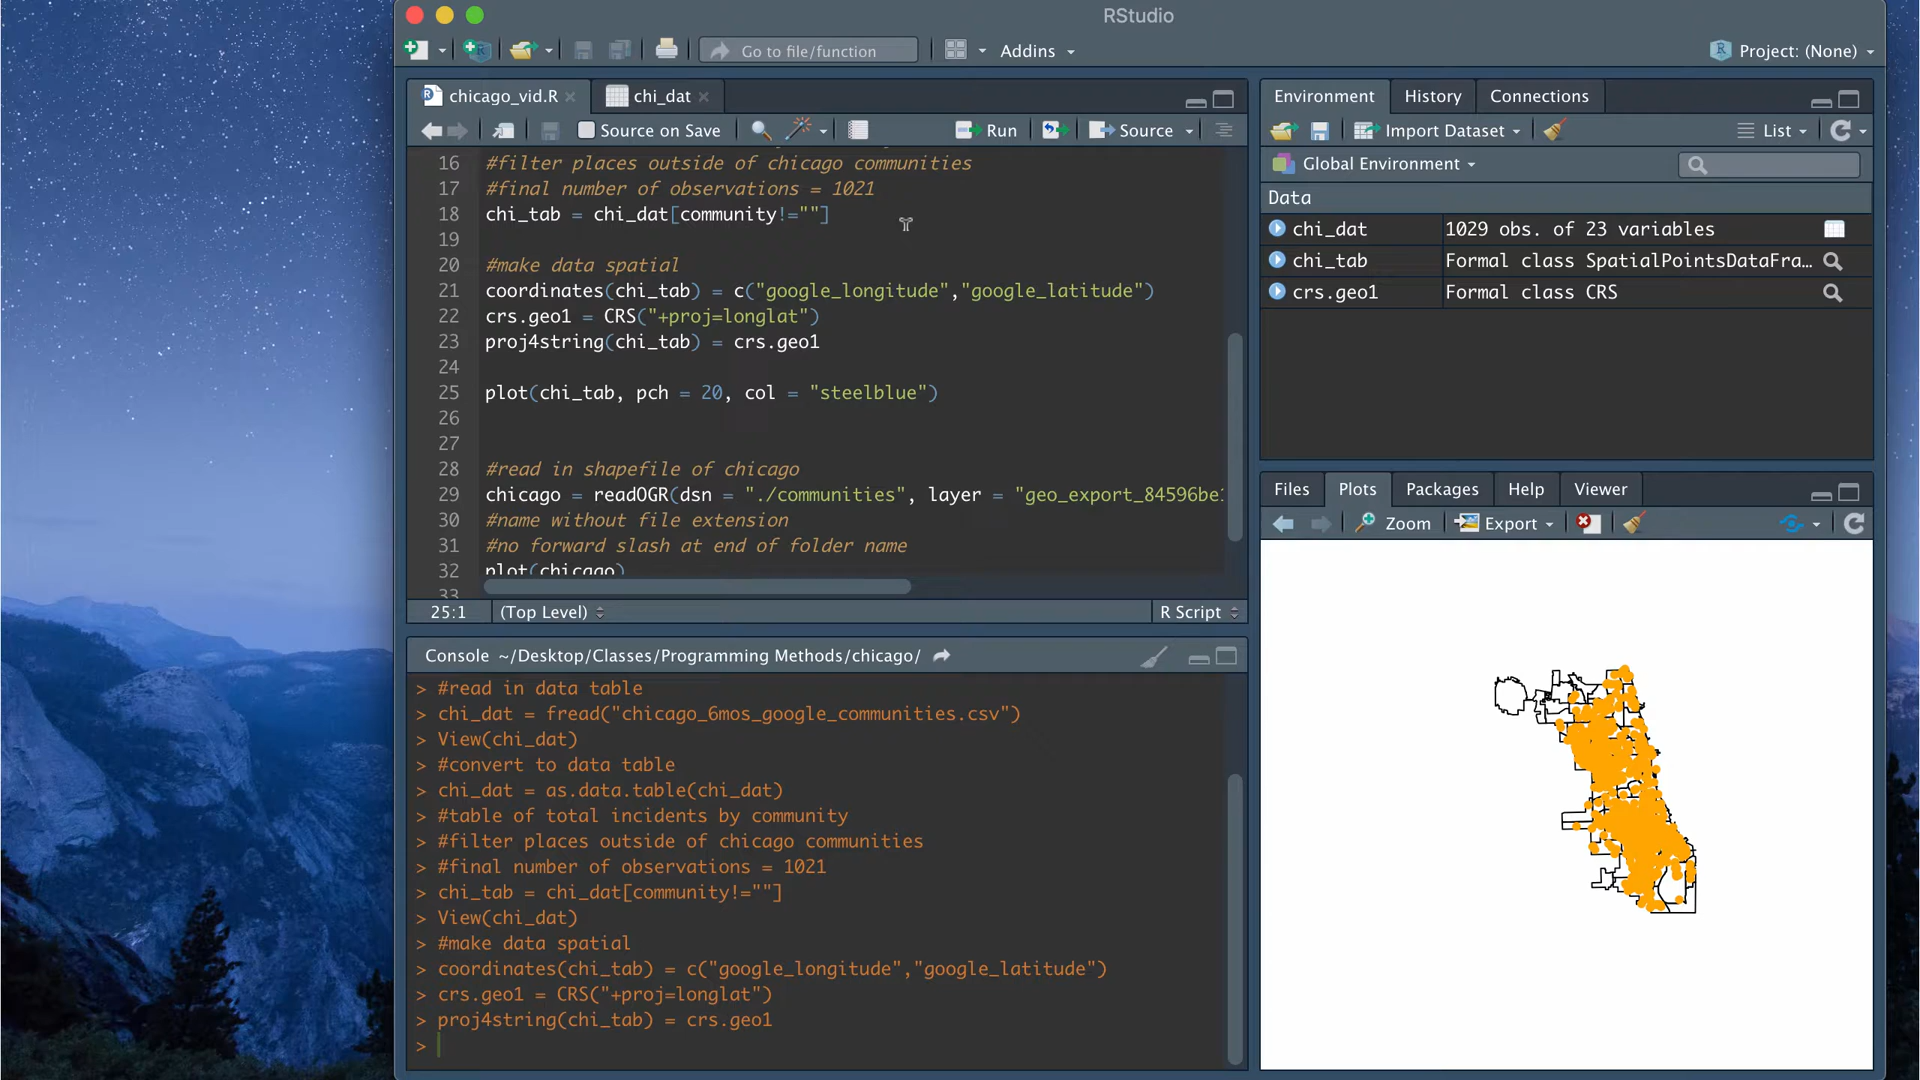 RStudio
Go to file/function
Addins
Project: (None)
chicago_vid.R
chi_dat
Source on Save
Run
Source
16 #filter places outside of chicago communities
17 #final number of observations = 1021
18 chi_tab = chi_dat[community!=""]
19
20 #make data spatial
21 coordinates(chi_tab) = c("google_longitude","google_latitude")
22 crs.geo1 = CRS("+proj=longlat")
23 proj4string(chi_tab) = crs.geo1
24
25 plot(chi_tab, pch = 20, col = "steelblue")
26
27
28 #read in shapefile of chicago
29 chicago = readOGR(dsn = "./communities", layer = "geo_export_84596be1
30 #name without file extension
31 #no forward slash at end of folder name
32 plot(chicago)
33
25:1 (Top Level) R Script
Console ~/Desktop/Classes/Programming Methods/chicago/
> #read in data table
> chi_dat = fread("chicago_6mos_google_communities.csv")
> View(chi_dat)
> #convert to data table
> chi_dat = as.data.table(chi_dat)
> #table of total incidents by community
> #filter places outside of chicago communities
> #final number of observations = 1021
> chi_tab = chi_dat[community!=""]
> View(chi_dat)
> #make data spatial
> coordinates(chi_tab) = c("google_longitude","google_latitude")
> crs.geo1 = CRS("+proj=longlat")
> proj4string(chi_tab) = crs.geo1
>
Environment History Connections
Import Dataset
List
Global Environment
Data
chi_dat 1029 obs. of 23 variables
chi_tab Formal class SpatialPointsDataFra…
crs.geo1 Formal class CRS
Files Plots Packages Help Viewer
Zoom Export